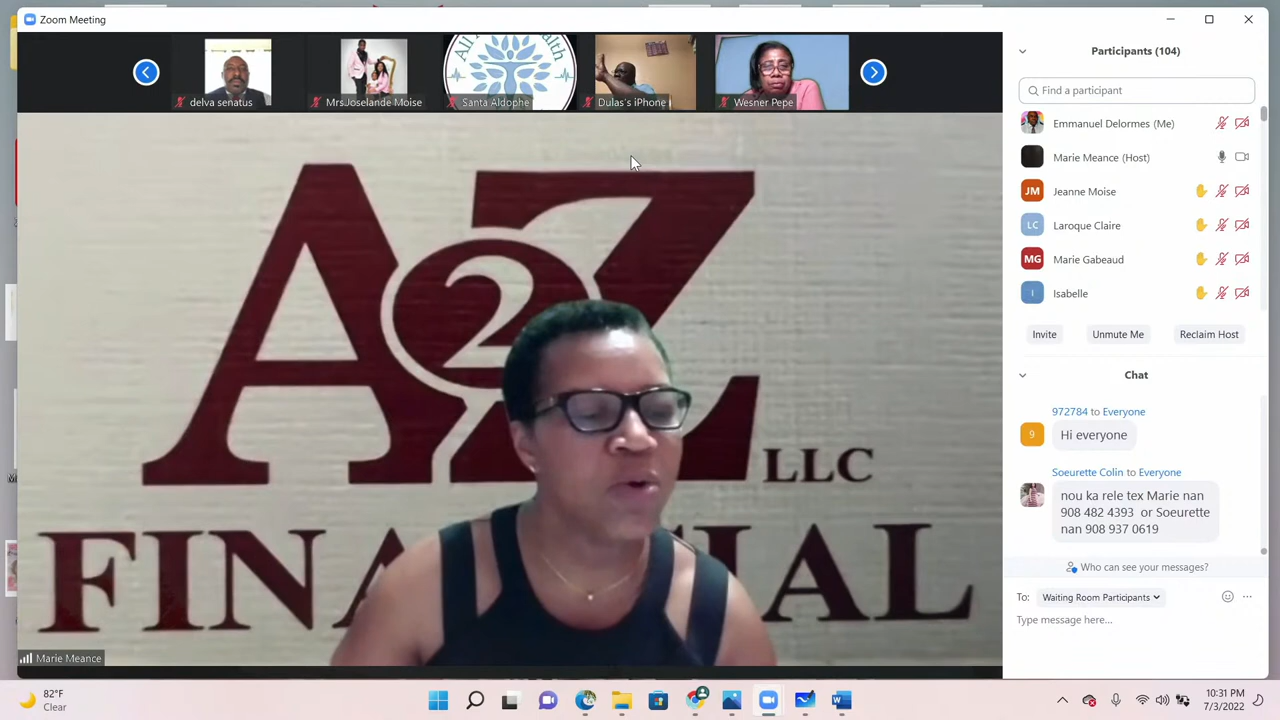 Zoom Meeting
delva senatus
MrsJoselande Moise
Santa Aldophe
Dulas's iPhone
Wesner Pepe
A2Z
LLC
FINANCIAL
Marie Meance
Participants (104)
Find a participant
Emmanuel Delormes (Me)
Marie Meance (Host)
JM Jeanne Moise
LC Laroque Claire
MG Marie Gabeaud
I Isabelle
Invite Unmute Me Reclaim Host
Chat
972784 to Everyone
9 Hi everyone
Soeurette Colin to Everyone
nou ka rele tex Marie nan
908 482 4393 or Soeurette
nan 908 937 0619
Who can see your messages?
To: Waiting Room Participants
Type message here...
82°F
Clear
10:31 PM
7/3/2022